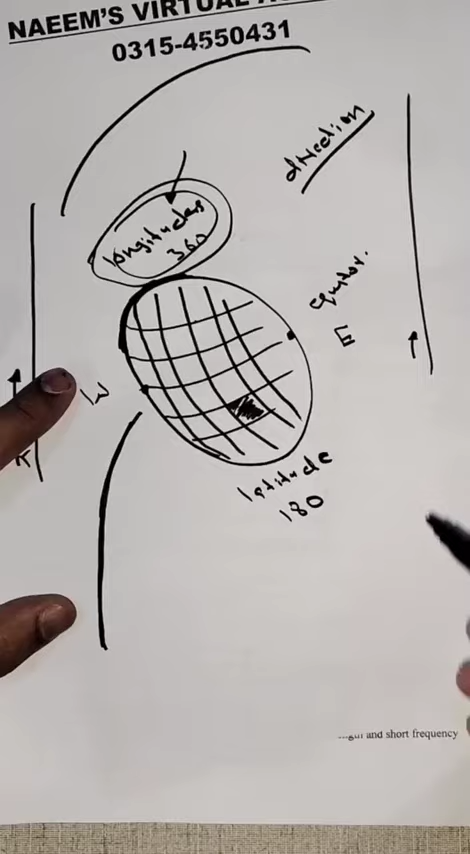 NAEEM'S VIRTUAL
0315-4550431
direction
longitudes
360
equator.
E
W
latitude
180
and short frequency